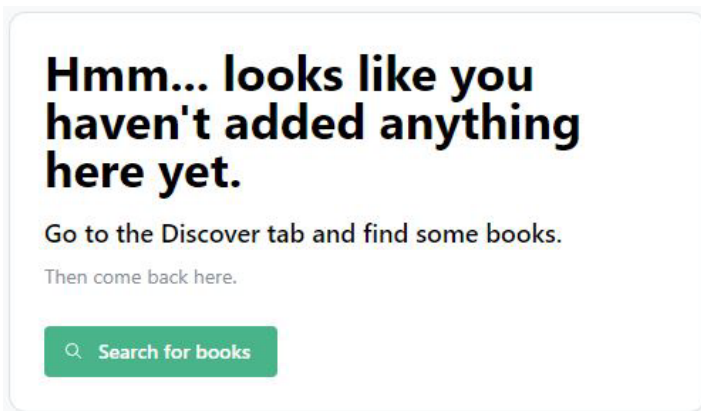 Hmm... looks like you
haven't added anything
here yet.
Go to the Discover tab and find some books.
Then come back here.
Search for books